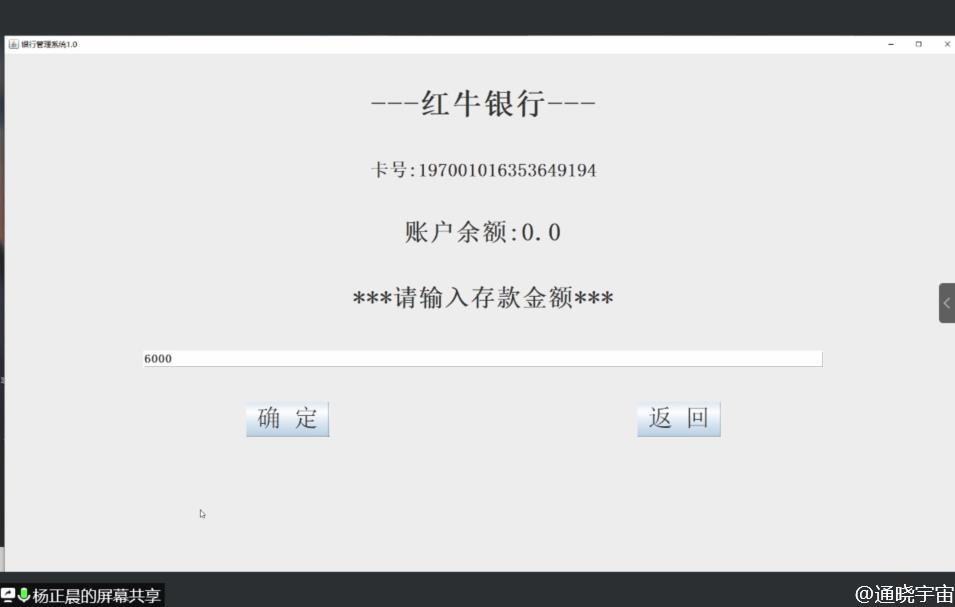 银行管理系统1.0
---红牛银行---
卡号:197001016353649194
账户余额:0.0
***请输入存款金额***
6000
确 定
返 回
杨正晨的屏幕共享
@通晓宇宙